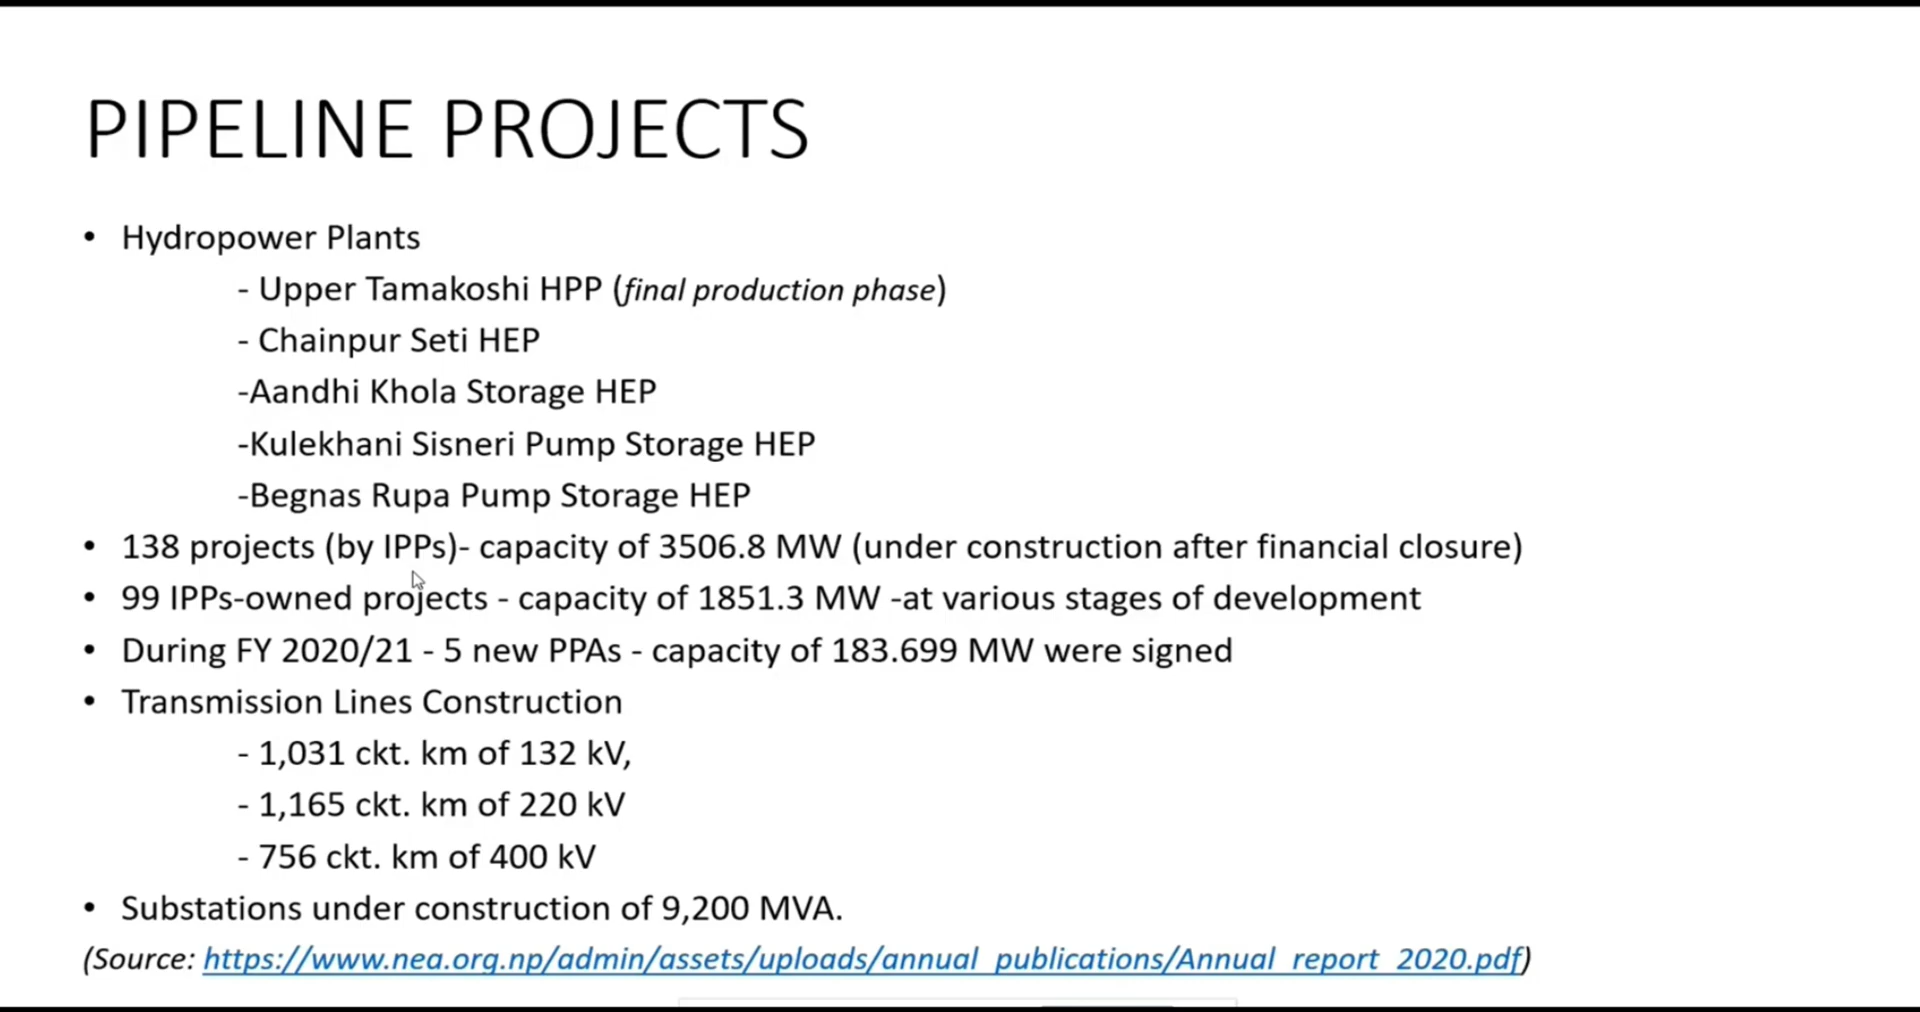 PIPELINE PROJECTS
• Hydropower Plants
- Upper Tamakoshi HPP (final production phase)
- Chainpur Seti HEP
-Aandhi Khola Storage HEP
-Kulekhani Sisneri Pump Storage HEP
-Begnas Rupa Pump Storage HEP
• 138 projects (by IPPs)- capacity of 3506.8 MW (under construction after financial closure)
• 99 IPPs-owned projects - capacity of 1851.3 MW -at various stages of development
• During FY 2020/21 - 5 new PPAs - capacity of 183.699 MW were signed
• Transmission Lines Construction
- 1,031 ckt. km of 132 kV,
- 1,165 ckt. km of 220 kV
- 756 ckt. km of 400 kV
• Substations under construction of 9,200 MVA.
(Source: https://www.nea.org.np/admin/assets/uploads/annual_publications/Annual_report_2020.pdf)